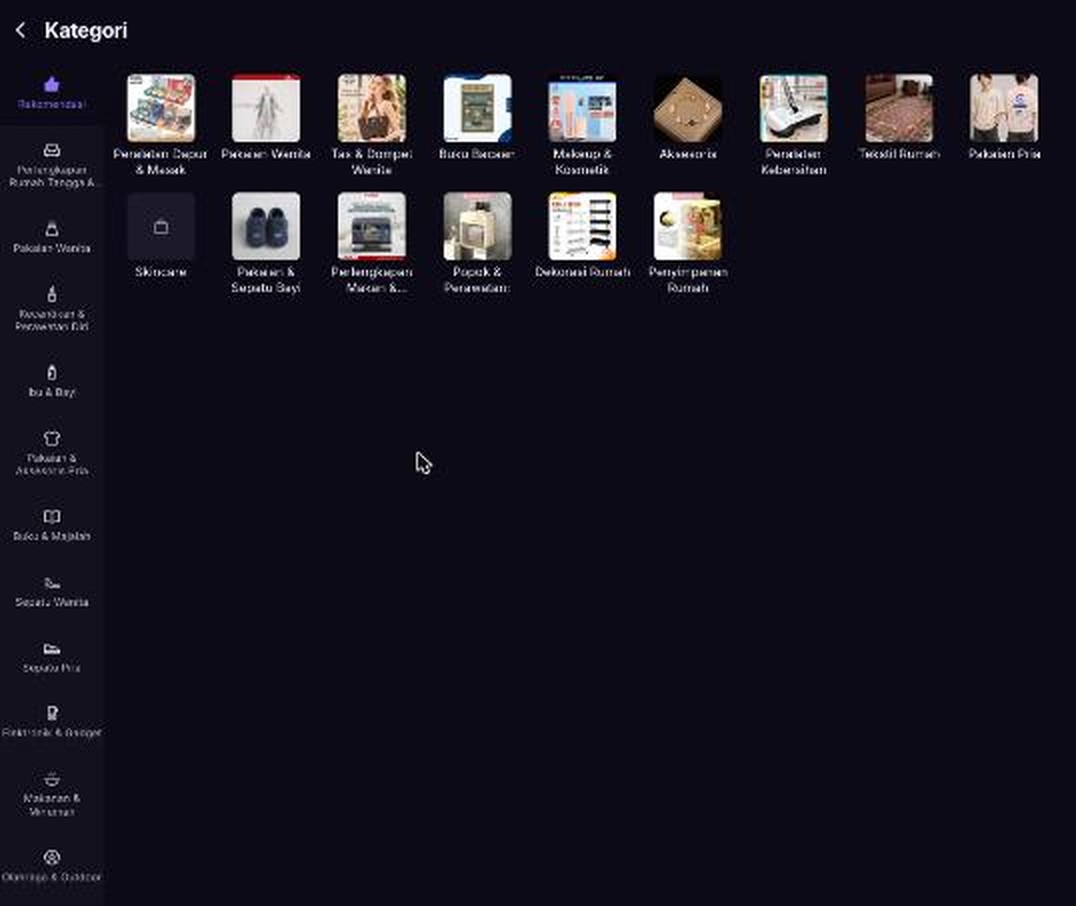 Kategori
Rekomendasi
Perlengkapan
Rumah Tangga &...
Pakaian Wanita
Kecantikan &
Perawatan Diri
Ibu & Bayi
Pakaian &
Aksesoris Pria
Buku & Majalah
Sepatu Wanita
Sepatu Pria
Elektronik & Gadget
Makanan &
Minuman
Olahraga & Outdoor
Peralatan Dapur
& Masak
Pakaian Wanita
Tas & Dompet
Wanita
Buku Bacaan
Makeup &
Kosmetik
Aksesoris
Peralatan
Kebersihan
Tekstil Rumah
Pakaian Pria
Skincare
Pakaian &
Sepatu Bayi
Perlengkapan
Makan &...
Popok &
Perawatan
Dekorasi Rumah
Penyimpanan
Rumah